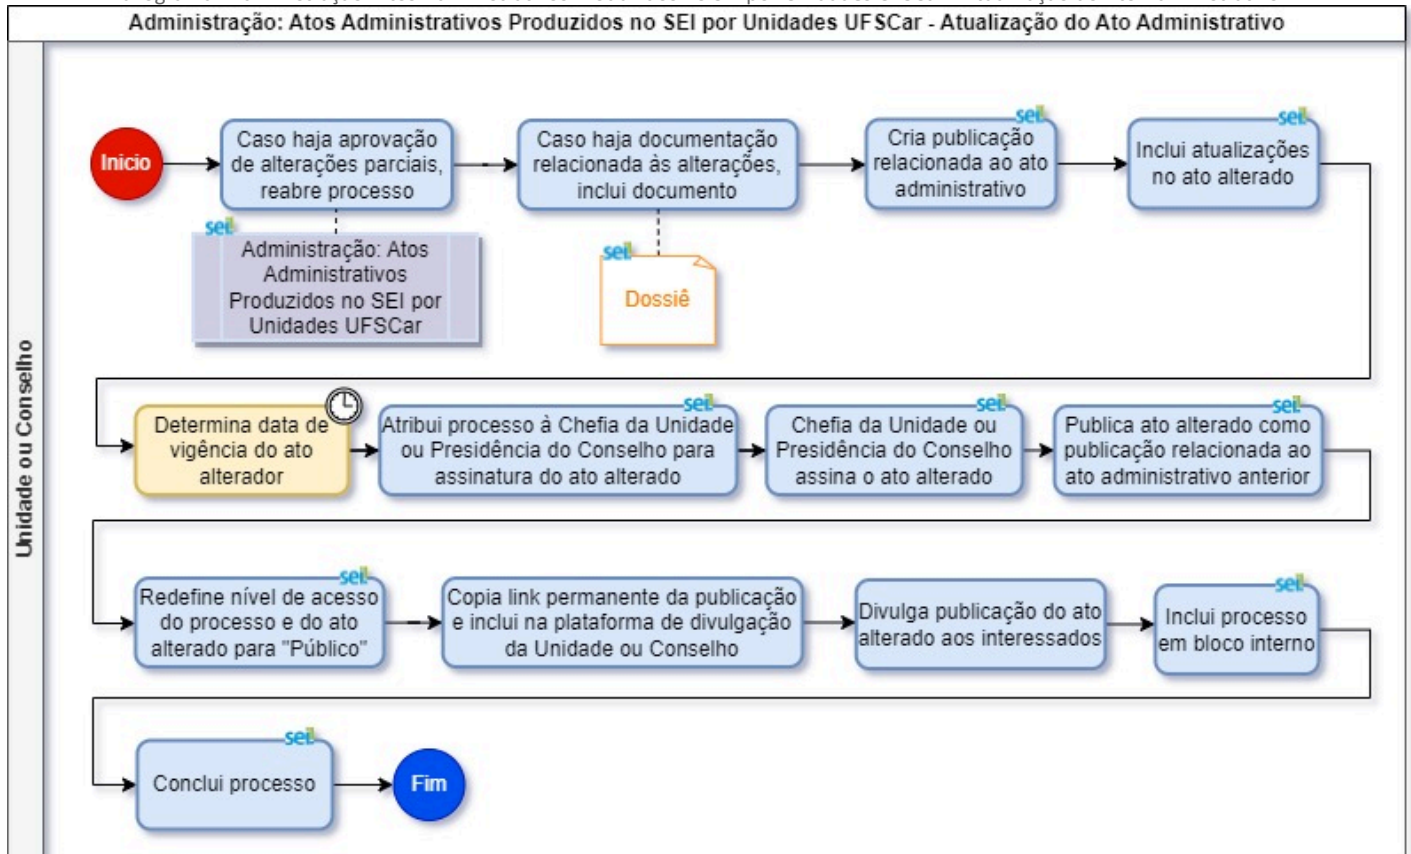 Administração: Atos Administrativos Produzidos no SEI por Unidades UFSCar - Atualização do Ato Administrativo
Unidade ou Conselho
Inicio
Caso haja aprovação
de alterações parciais,
reabre processo
Caso haja documentação
relacionada às alterações,
inclui documento
sei!
Cria publicação
relacionada ao ato
administrativo
sei!
Inclui atualizações
no ato alterado
sei!
Administração: Atos
Administrativos
Produzidos no SEI por
Unidades UFSCar
sei!
Dossiê
Determina data de
vigência do ato
alterador
sei!
Atribui processo à Chefia da Unidade
ou Presidência do Conselho para
assinatura do ato alterado
sei!
Chefia da Unidade ou
Presidência do Conselho
assina o ato alterado
sei!
Publica ato alterado como
publicação relacionada ao
ato administrativo anterior
sei!
Redefine nível de acesso
do processo e do ato
alterado para "Público"
Copia link permanente da publicação
e inclui na plataforma de divulgação
da Unidade ou Conselho
Divulga publicação do ato
alterado aos interessados
sei!
Inclui processo
em bloco interno
sei!
Conclui processo
Fim